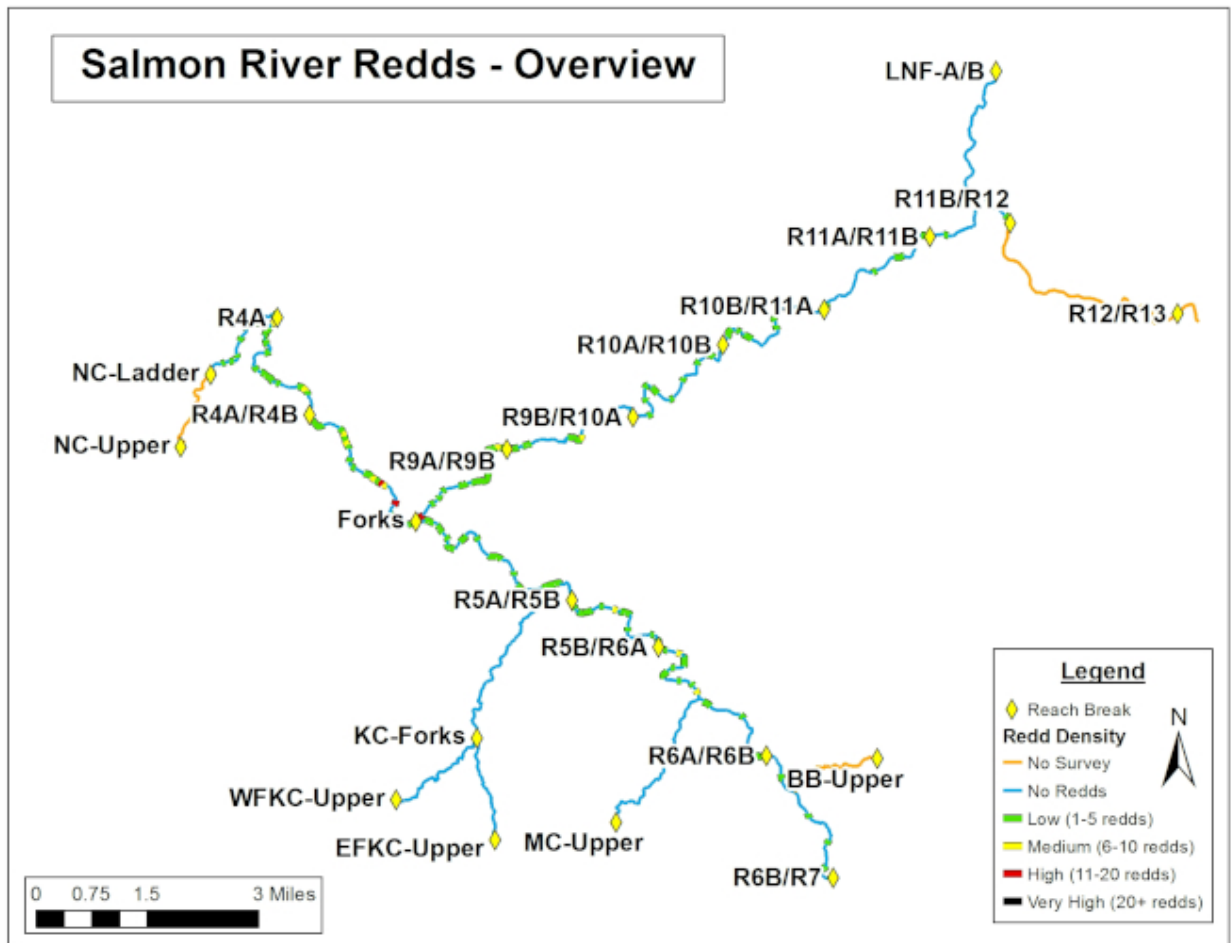 Salmon River Redds - Overview
LNF-A/B
R11B/R12
R11A/R11B
R10B/R11A
R12/R13
R4A
R10A/R10B
NC-Ladder
R4A/R4B
R9B/R10A
NC-Upper
R9A/R9B
Forks
R5A/R5B
R5B/R6A
KC-Forks
R6A/R6B
BB-Upper
WFKC-Upper
EFKC-Upper
MC-Upper
R6B/R7
Legend
Reach Break
N
Redd Density
No Survey
No Redds
Low (1-5 redds)
Medium (6-10 redds)
High (11-20 redds)
Very High (20+ redds)
0 0.75 1.5 3 Miles